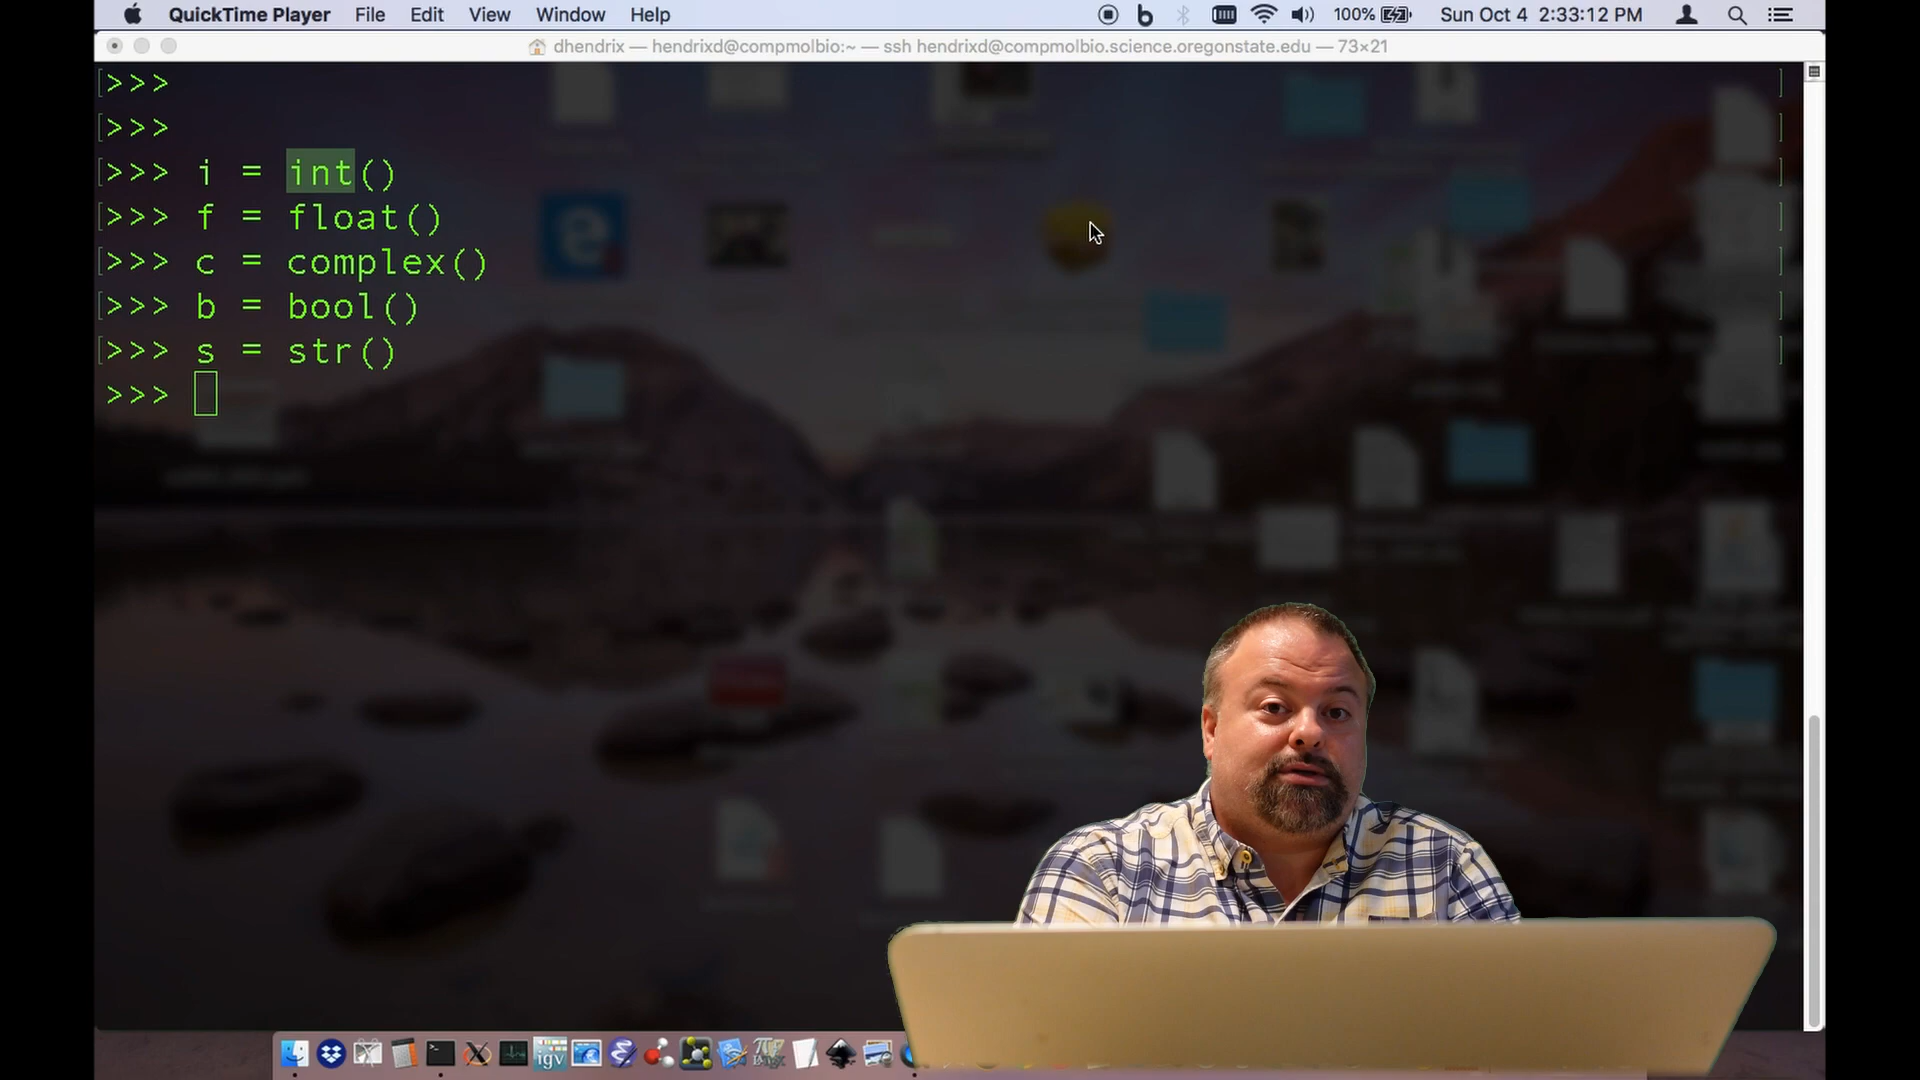 QuickTime Player File Edit View Window Help 100% Sun Oct 4 2:33:12 PM
dhendrix — hendrixd@compmolbio:~ — ssh hendrixd@compmolbio.science.oregonstate.edu — 73×21
[>>> ]
[>>> ]
[>>> i = int() ]
[>>> f = float() ]
[>>> c = complex() ]
[>>> b = bool() ]
[>>> s = str() ]
>>>
igv